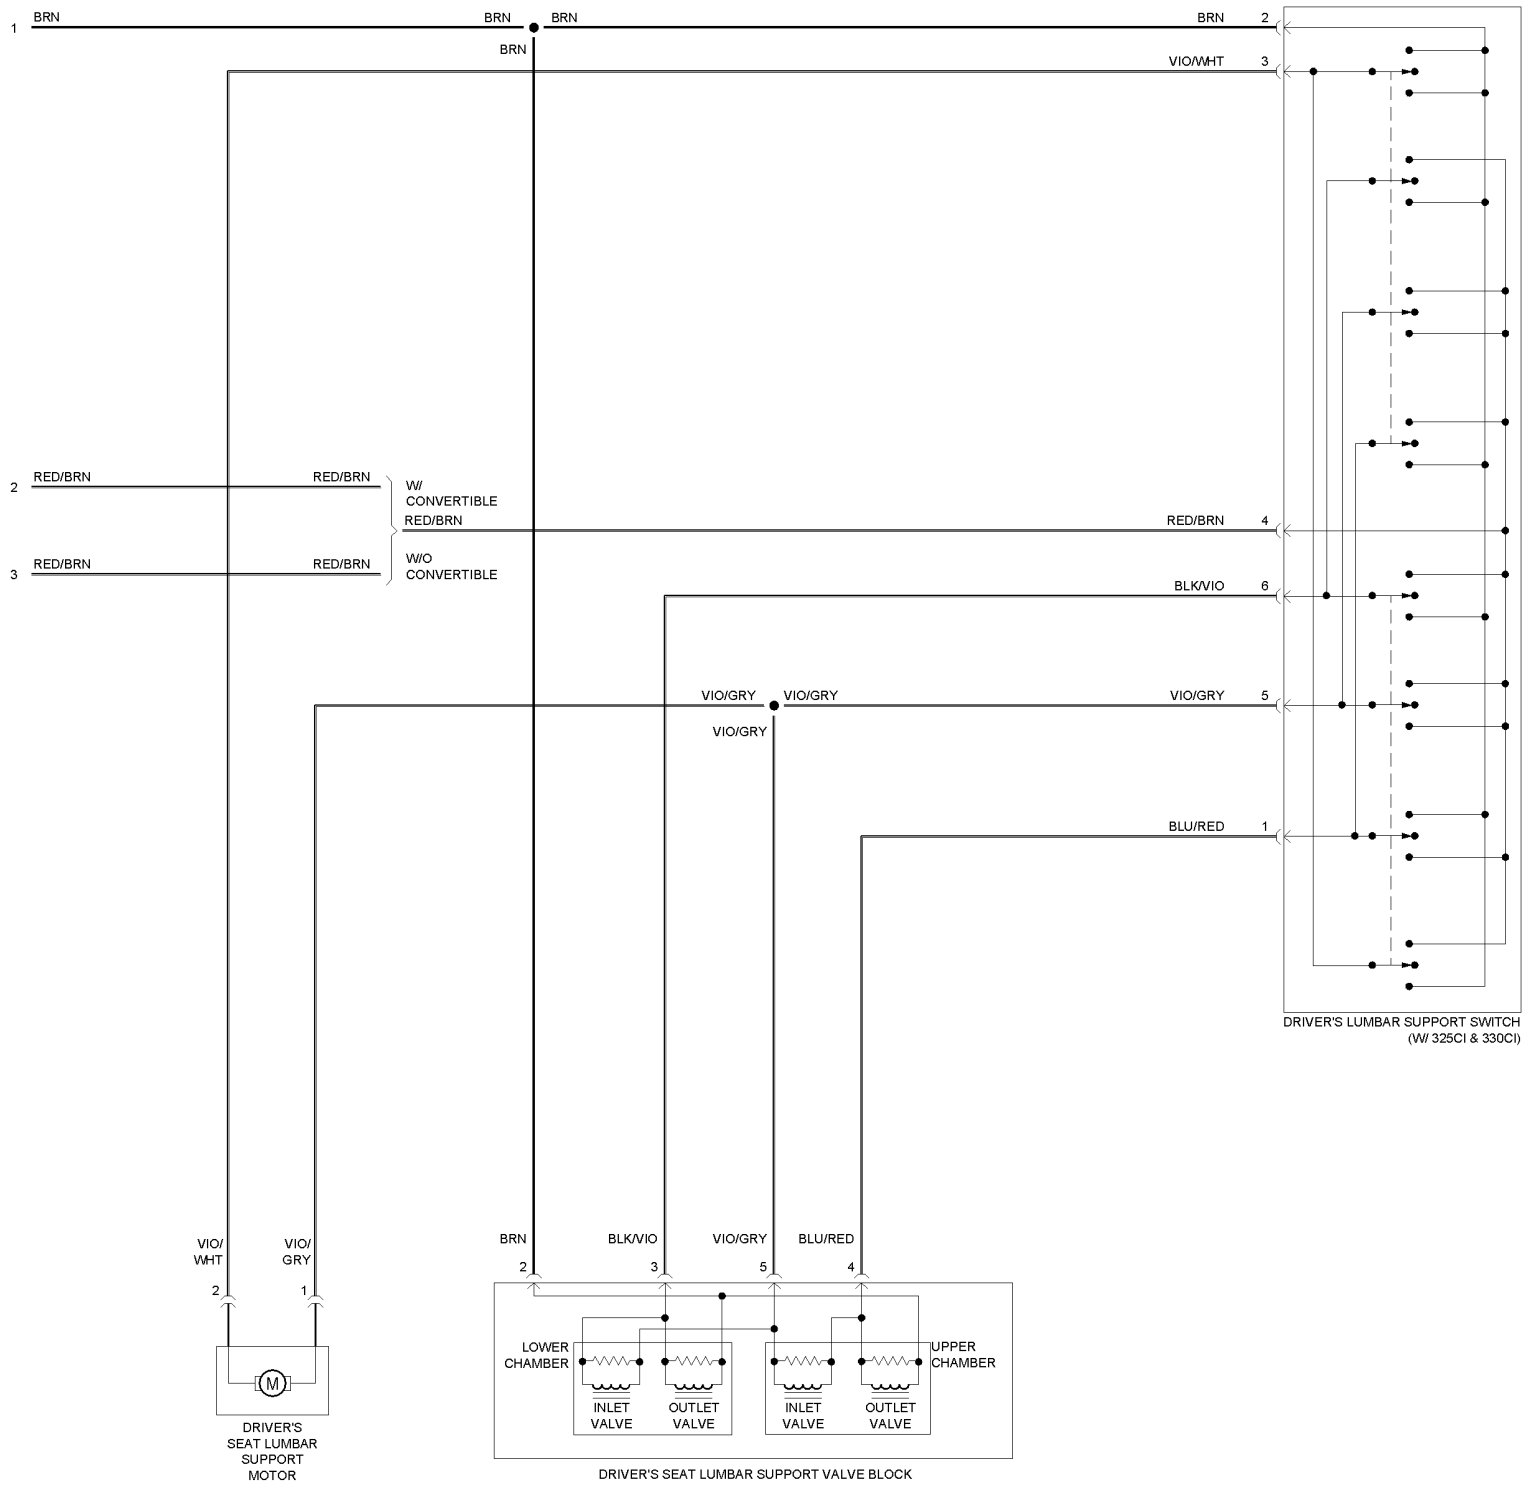 1 BRN BRN BRN BRN 2
BRN
VIO/WHT 3
2 RED/BRN RED/BRN W/
CONVERTIBLE
RED/BRN RED/BRN 4
3 RED/BRN RED/BRN W/O
CONVERTIBLE
BLK/VIO 6
VIO/GRY VIO/GRY VIO/GRY 5
VIO/GRY
BLU/RED 1
DRIVER'S LUMBAR SUPPORT SWITCH
(W/ 325CI & 330CI)
VIO/
WHT
2
VIO/
GRY
1
BRN BLK/VIO VIO/GRY BLU/RED
2 3 5 4
LOWER
CHAMBER
UPPER
CHAMBER
M
INLET
VALVE
OUTLET
VALVE
INLET
VALVE
OUTLET
VALVE
DRIVER'S
SEAT LUMBAR
SUPPORT
MOTOR
DRIVER'S SEAT LUMBAR SUPPORT VALVE BLOCK